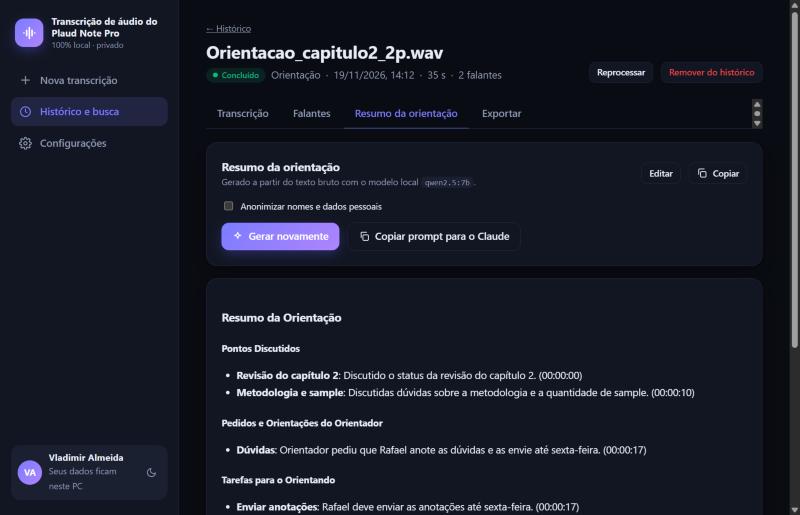 Transcrição de áudio do
Plaud Note Pro
100% local · privado
Nova transcrição
Histórico e busca
Configurações
Vladimir Almeida
VA
Seus dados ficam
neste PC
← Histórico
Orientacao_capitulo2_2p.wav
Concluído Orientação · 19/11/2026, 14:12 · 35 s · 2 falantes
Reprocessar
Remover do histórico
Transcrição Falantes Resumo da orientação Exportar
Resumo da orientação
Gerado a partir do texto bruto com o modelo local qwen2.5:7b.
Editar
Copiar
Anonimizar nomes e dados pessoais
Gerar novamente
Copiar prompt para o Claude
Resumo da Orientação
Pontos Discutidos
• Revisão do capítulo 2: Discutido o status da revisão do capítulo 2. (00:00:00)
• Metodologia e sample: Discutidas dúvidas sobre a metodologia e a quantidade de sample. (00:00:10)
Pedidos e Orientações do Orientador
• Dúvidas: Orientador pediu que Rafael anote as dúvidas e as envie até sexta-feira. (00:00:17)
Tarefas para o Orientando
• Enviar anotações: Rafael deve enviar as anotações até sexta-feira. (00:00:17)